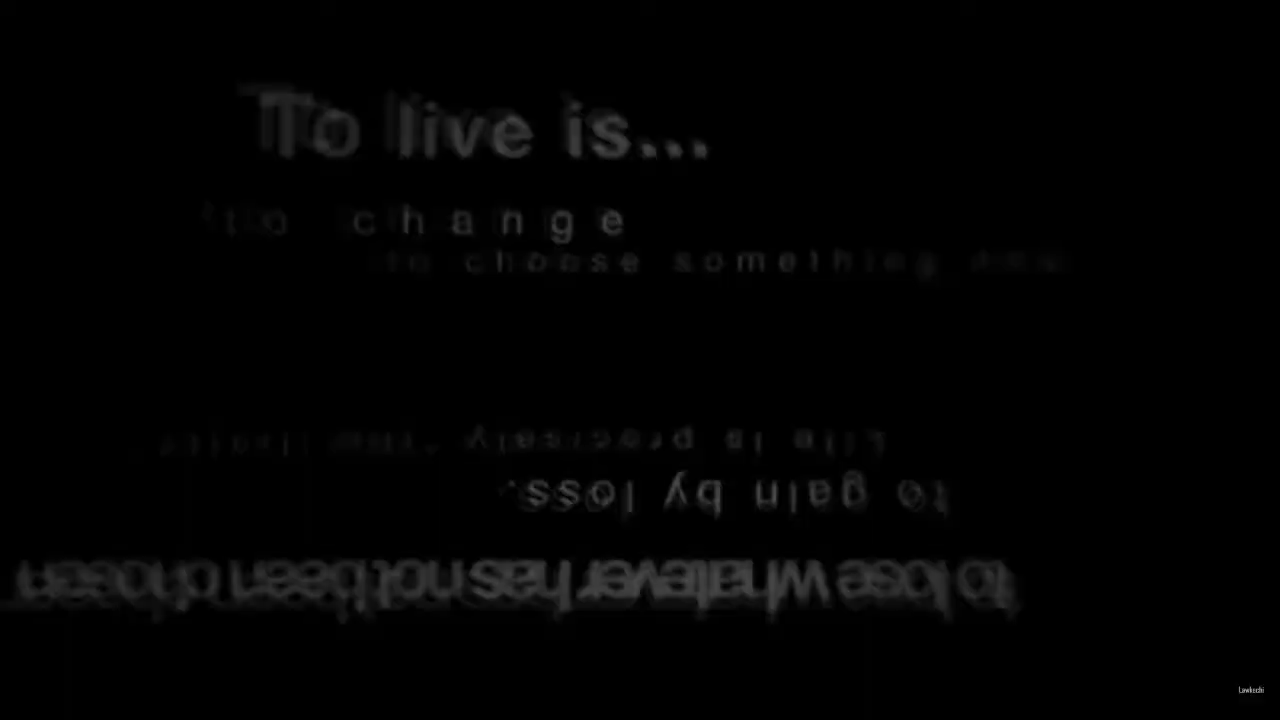 To live is...
to change
to choose something new
to lose whatever has not been chosen
to gain by loss.
Life is precisely
Lawkschi